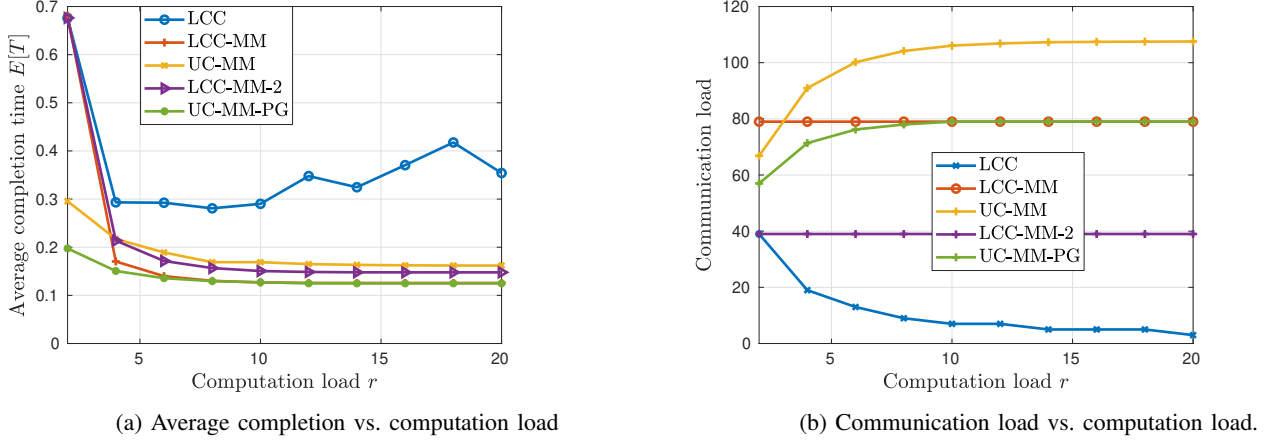 0.7
0.6
0.5
0.4
0.3
0.2
0.1
0
5
10
15
20
Average completion time E[T]
Computation load r
LCC
LCC-MM
UC-MM
LCC-MM-2
UC-MM-PG
(a) Average completion vs. computation load
120
100
80
60
40
20
0
5
10
15
20
Communication load
Computation load r
LCC
LCC-MM
UC-MM
LCC-MM-2
UC-MM-PG
(b) Communication load vs. computation load.